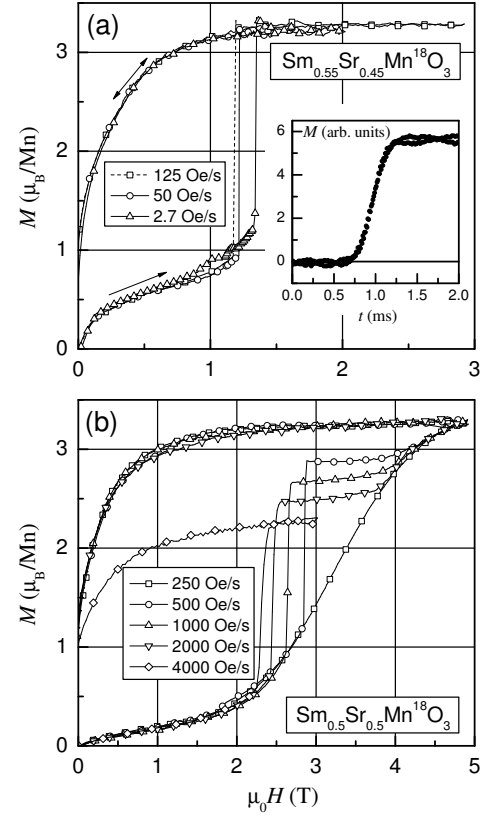 (a)
Sm0.55Sr0.45Mn18O3
3
2
1
0
M (μB/Mn)
125 Oe/s
50 Oe/s
2.7 Oe/s
M (arb. units)
6
4
2
0
0.0 0.5 1.0 1.5 2.0
t (ms)
0 1 2 3
(b)
3
2
1
0
M (μB/Mn)
250 Oe/s
500 Oe/s
1000 Oe/s
2000 Oe/s
4000 Oe/s
Sm0.5Sr0.5Mn18O3
0 1 2 3 4 5
μ0H (T)